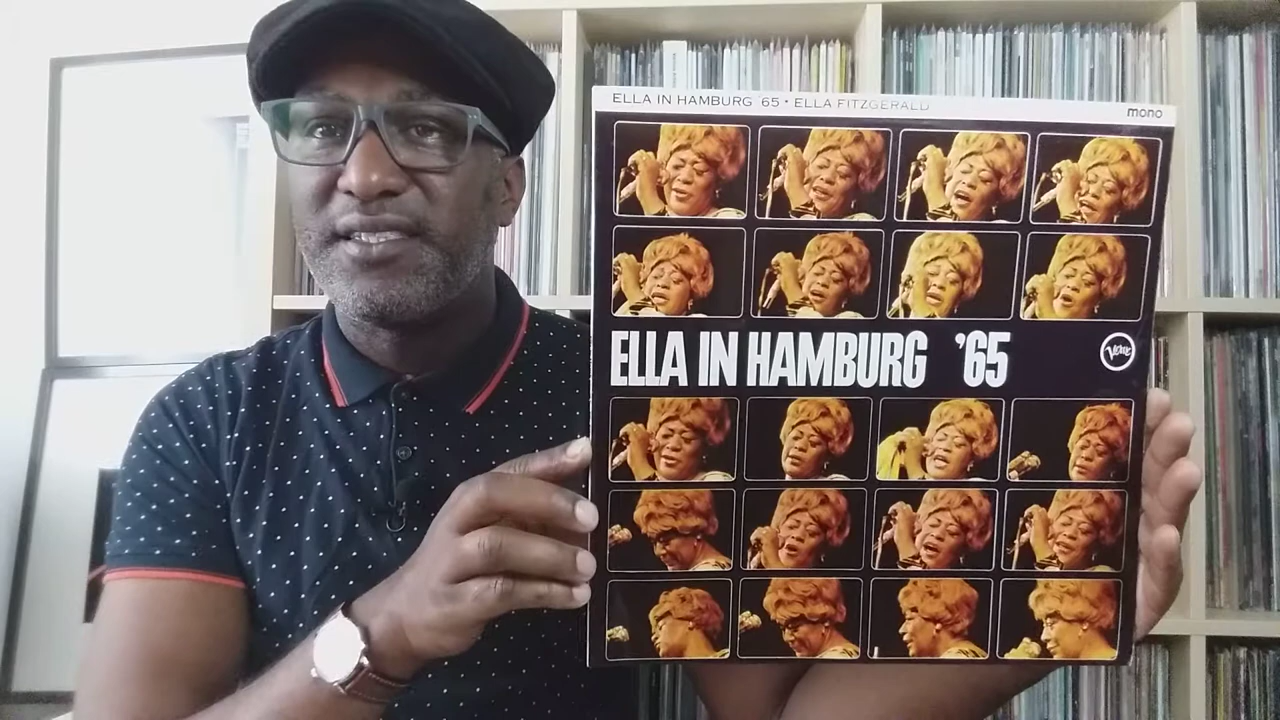 ELLA IN HAMBURG '65 • ELLA FITZGERALD
mono
ELLA IN HAMBURG '65
Verve